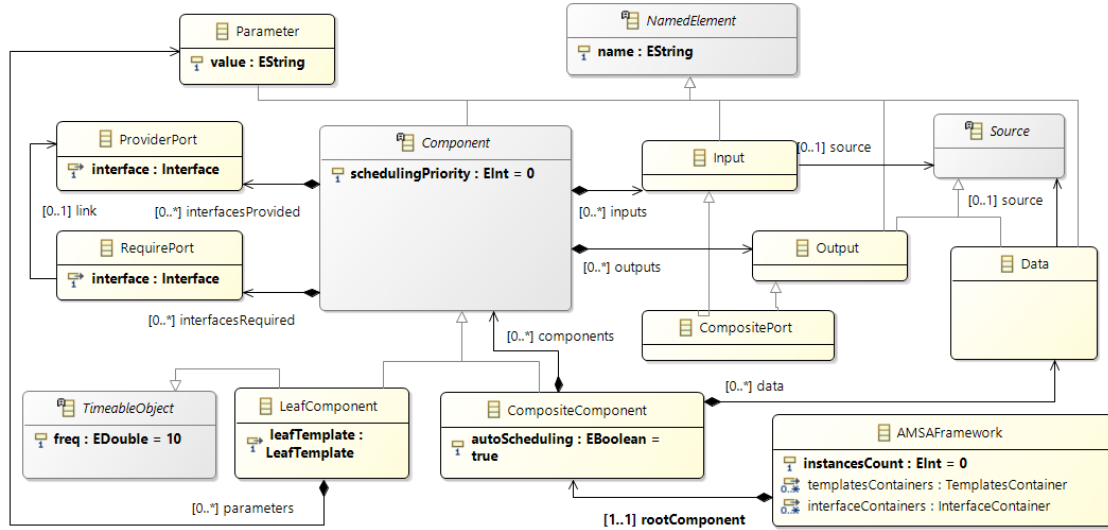 Parameter
value : EString
NamedElement
name : EString
ProviderPort
interface : Interface
Component
schedulingPriority : EInt = 0
Input
[0..1] source
Source
[0..*] interfacesProvided
[0..1] link
[0..*] inputs
[0..1] source
RequirePort
interface : Interface
[0..*] outputs
Output
Data
[0..*] interfacesRequired
[0..*] components
CompositePort
TimeableObject
freq : EDouble = 10
LeafComponent
leafTemplate :
LeafTemplate
CompositeComponent
autoScheduling : EBoolean =
true
[0..*] data
AMSAFramework
instancesCount : EInt = 0
0..* templatesContainers : TemplatesContainer
0..* interfaceContainers : InterfaceContainer
[0..*] parameters
[1..1] rootComponent